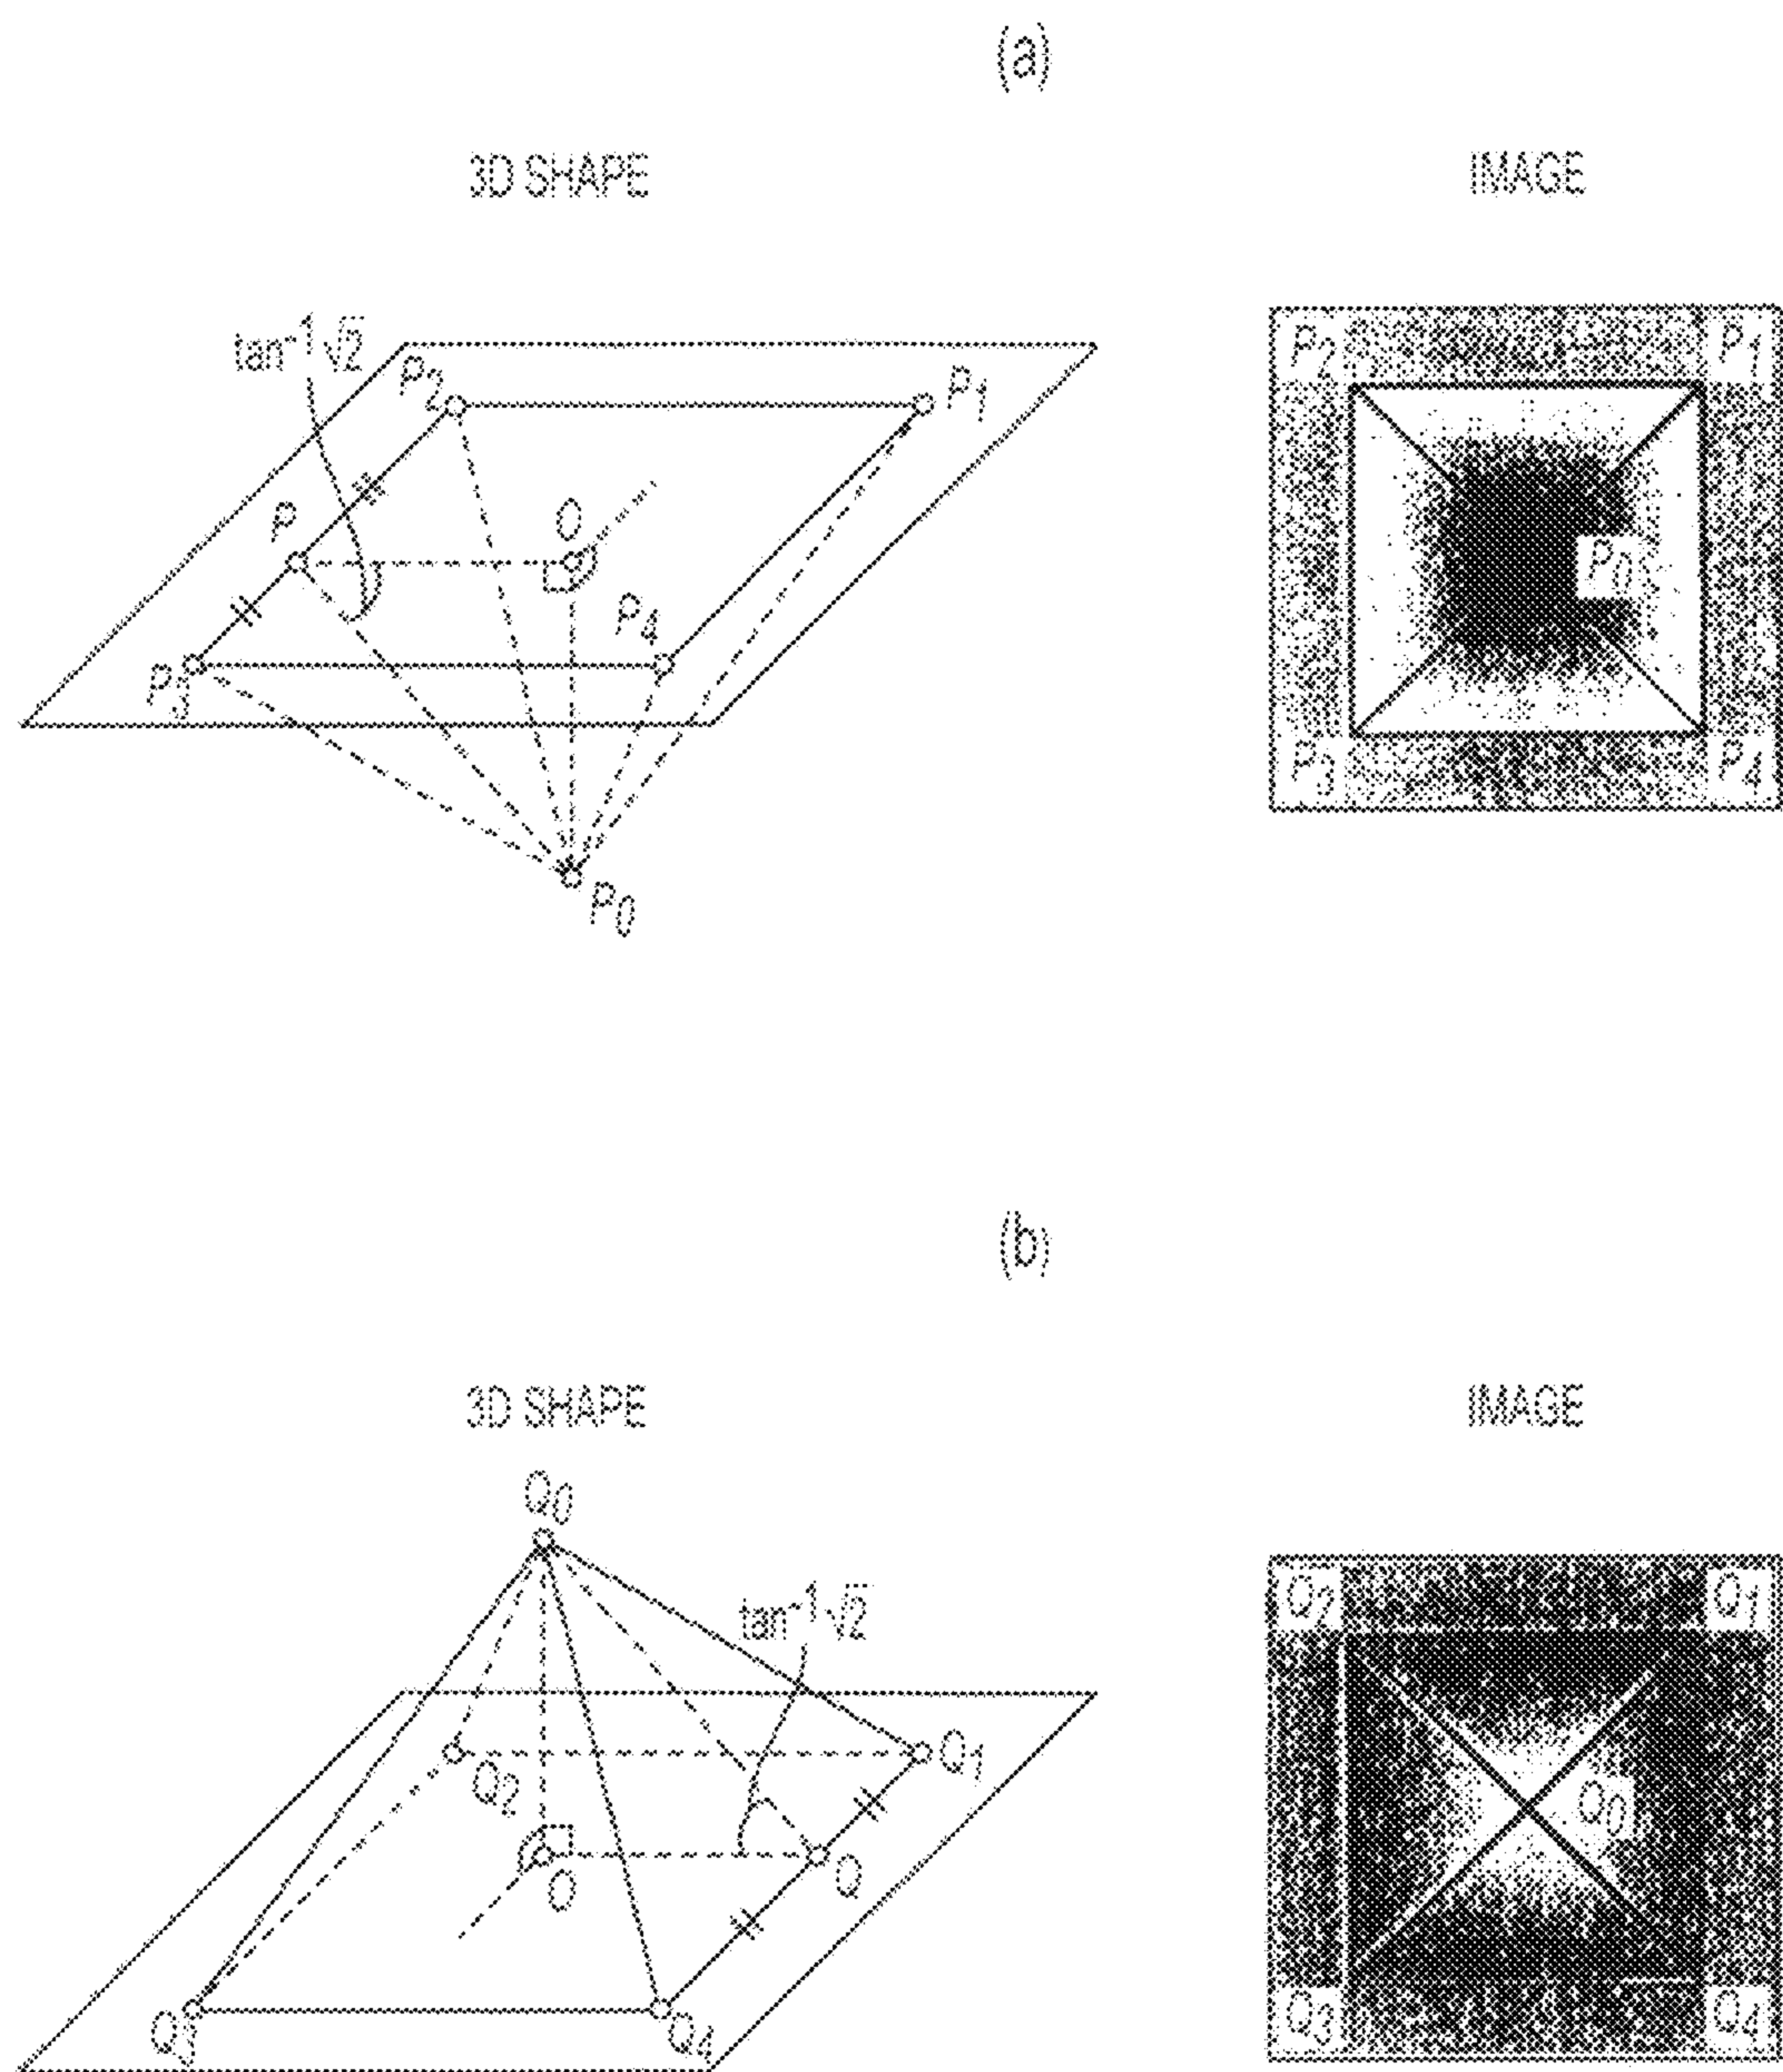 (a)
3D SHAPE
IMAGE
tan⁻¹√2
P₂
P₁
P
O
P₄
P₃
P₀
P₂
P₁
P₀
P₃
P₄
(b)
3D SHAPE
IMAGE
Q₀
tan⁻¹√2
Q₁
Q₂
O
Q
Q₃
Q₄
Q₂
Q₁
Q₀
Q₃
Q₄